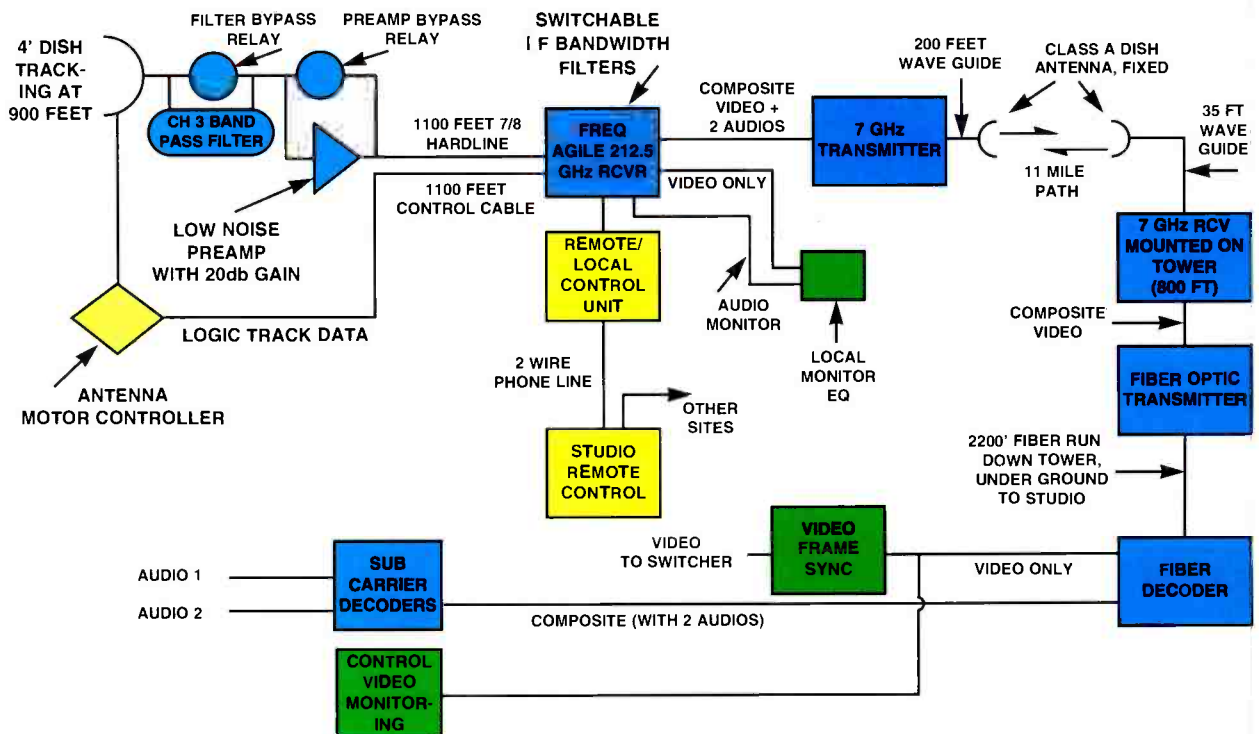 4' DISH
TRACK-
ING AT
900 FEET
FILTER BYPASS
RELAY
PREAMP BYPASS
RELAY
CH 3 BAND
PASS FILTER
LOW NOISE
PREAMP
WITH 20db GAIN
1100 FEET 7/8
HARDLINE
1100 FEET
CONTROL CABLE
LOGIC TRACK DATA
ANTENNA
MOTOR CONTROLLER
SWITCHABLE
IF BANDWIDTH
FILTERS
FREQ
AGILE 212.5
GHz RCVR
COMPOSITE
VIDEO +
2 AUDIOS
VIDEO ONLY
7 GHz
TRANSMITTER
200 FEET
WAVE GUIDE
CLASS A DISH
ANTENNA, FIXED
11 MILE
PATH
35 FT
WAVE
GUIDE
REMOTE/
LOCAL
CONTROL
UNIT
AUDIO
MONITOR
LOCAL
MONITOR
EQ
7 GHz RCV
MOUNTED ON
TOWER
(800 FT)
COMPOSITE
VIDEO
FIBER OPTIC
TRANSMITTER
2 WIRE
PHONE LINE
OTHER
SITES
STUDIO
REMOTE
CONTROL
2200' FIBER RUN
DOWN TOWER,
UNDER GROUND
TO STUDIO
VIDEO
TO SWITCHER
VIDEO
FRAME
SYNC
VIDEO ONLY
FIBER
DECODER
AUDIO 1
AUDIO 2
SUB
CARRIER
DECODERS
COMPOSITE (WITH 2 AUDIOS)
CONTROL
VIDEO
MONITOR-
ING